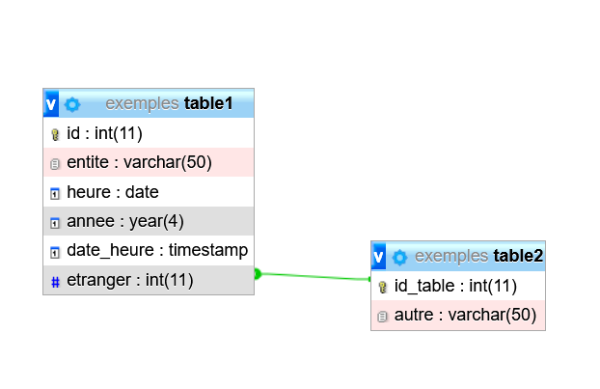 v exemples table1
id : int(11)
entite : varchar(50)
heure : date
annee : year(4)
date_heure : timestamp
# etranger : int(11)
v exemples table2
id_table : int(11)
autre : varchar(50)